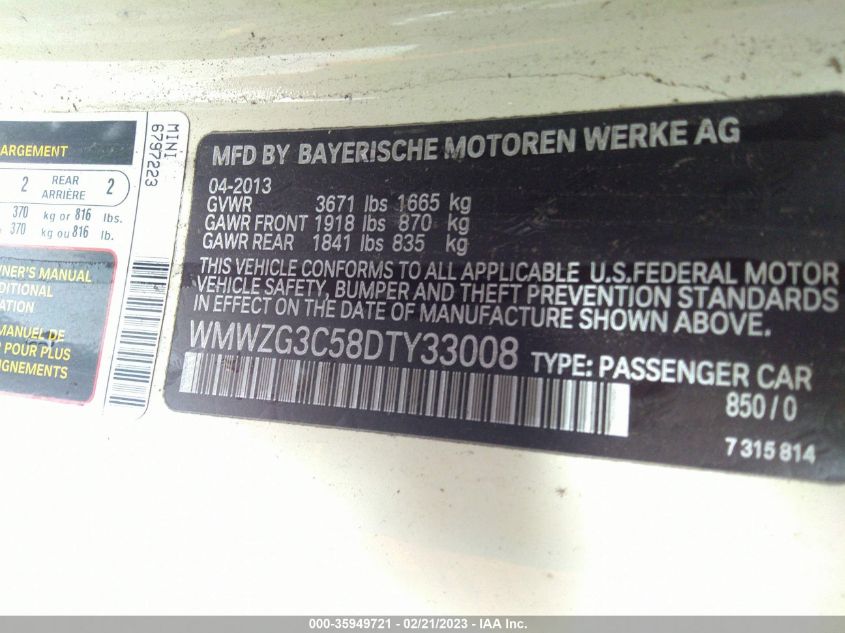 ARGEMENT
2 REAR ARRIÈRE 2
370 kg or 816 lbs.
370 kg ou 816 lb.
WNER'S MANUAL
DITIONAL
ATION
MANUEL DE
POUR PLUS
EIGNEMENTS
MINI
6797223
MFD BY BAYERISCHE MOTOREN WERKE AG
04-2013
GVWR 3671 lbs 1665 kg
GAWR FRONT 1918 lbs 870 kg
GAWR REAR 1841 lbs 835 kg
THIS VEHICLE CONFORMS TO ALL APPLICABLE U.S.FEDERAL MOTOR
VEHICLE SAFETY, BUMPER AND THEFT PREVENTION STANDARDS
IN EFFECT ON THE DATE OF MANUFACTURE SHOWN ABOVE.
WMWZG3C58DTY33008 TYPE: PASSENGER CAR
850/0
7 315 814
000-35949721 - 02/21/2023 - IAA Inc.